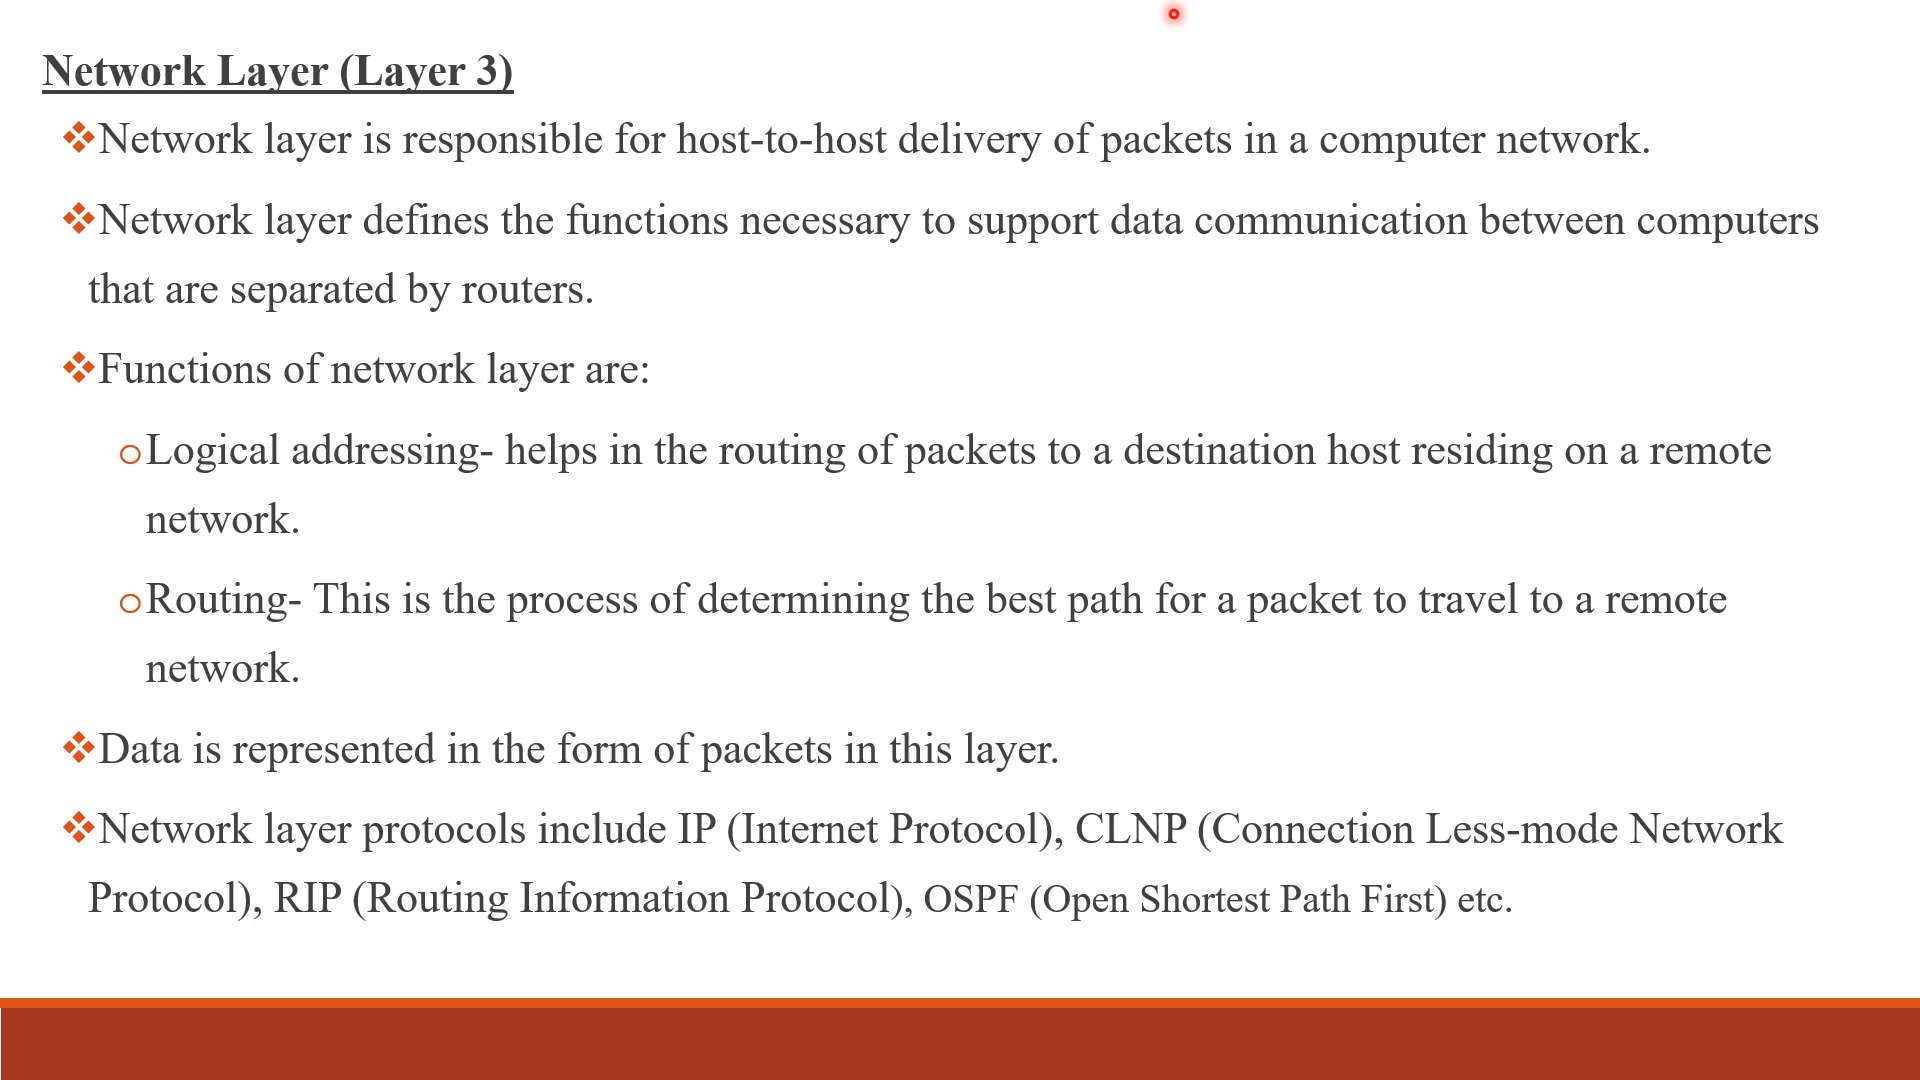 Network Layer (Layer 3)
❖Network layer is responsible for host-to-host delivery of packets in a computer network.
❖Network layer defines the functions necessary to support data communication between computers
that are separated by routers.
❖Functions of network layer are:
oLogical addressing- helps in the routing of packets to a destination host residing on a remote
network.
oRouting- This is the process of determining the best path for a packet to travel to a remote
network.
❖Data is represented in the form of packets in this layer.
❖Network layer protocols include IP (Internet Protocol), CLNP (Connection Less-mode Network
Protocol), RIP (Routing Information Protocol), OSPF (Open Shortest Path First) etc.